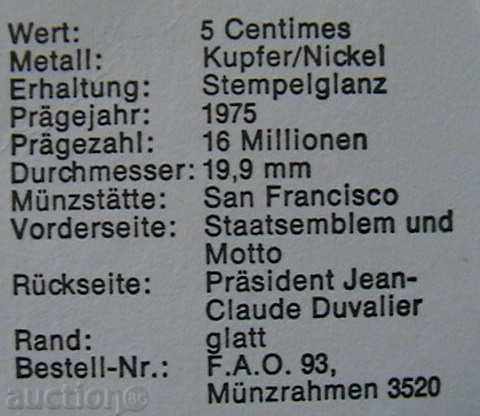 Wert: 5 Centimes
Metall: Kupfer/Nickel
Erhaltung: Stempelglanz
Prägejahr: 1975
Prägezahl: 16 Millionen
Durchmesser: 19,9 mm
Münzstätte: San Francisco
Vorderseite: Staatsemblem und
Motto
Rückseite: Präsident Jean-
Claude Duvalier
Rand: glatt
Bestell-Nr.: F.A.O. 93,
Münzrahmen 3520
auction